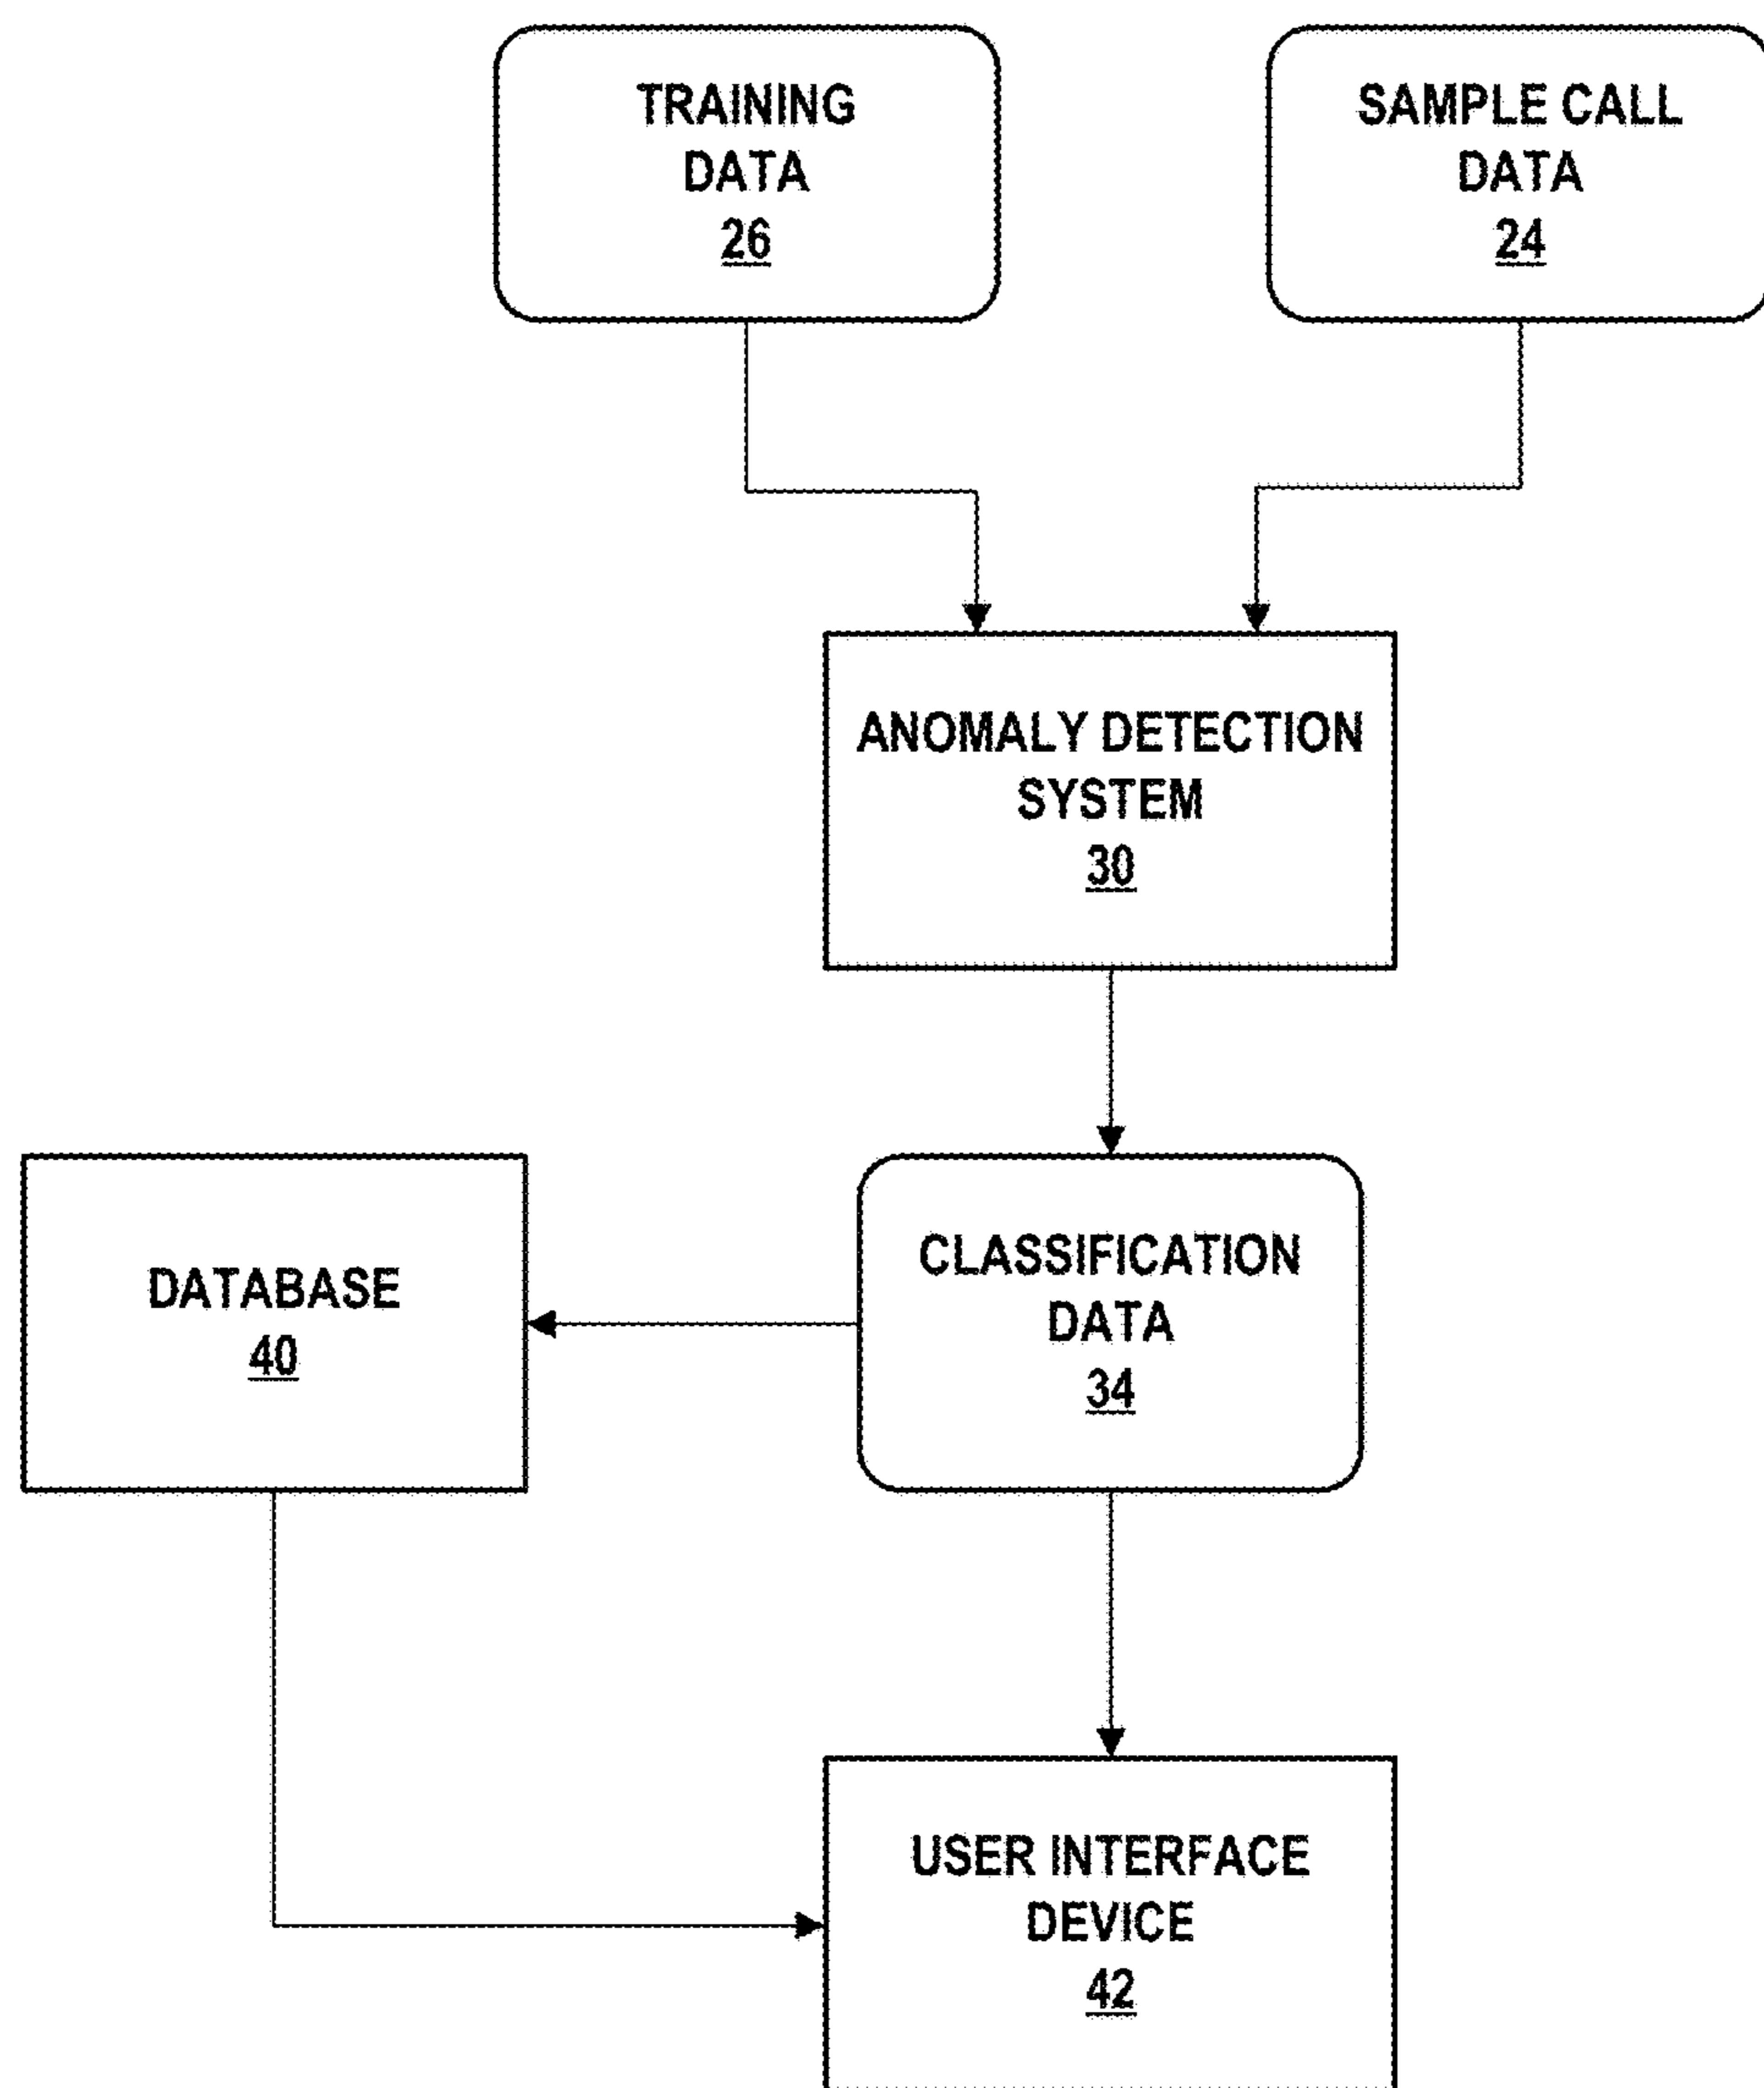 TRAINING
DATA
26
SAMPLE CALL
DATA
24
ANOMALY DETECTION
SYSTEM
30
DATABASE
40
CLASSIFICATION
DATA
34
USER INTERFACE
DEVICE
42